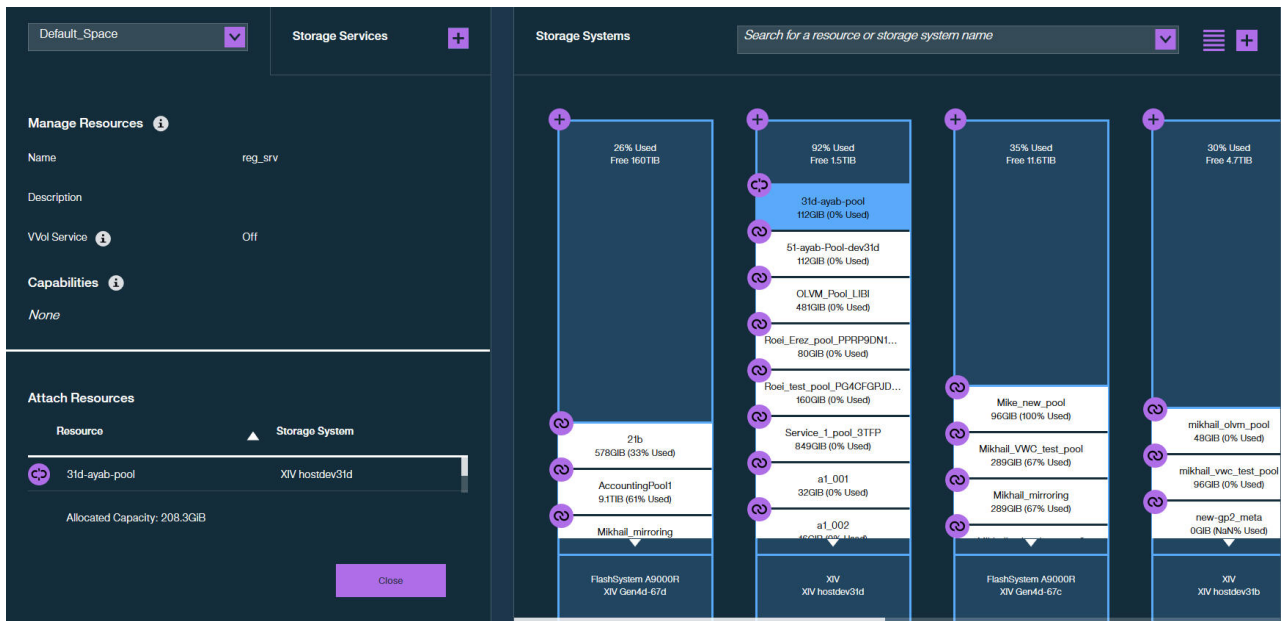 Default_Space
Storage Services
Storage Systems
Search for a resource or storage system name
Manage Resources
Name
reg_srv
Description
VVol Service
Off
Capabilities
None
Attach Resources
Resource
Storage System
31d-ayab-pool
XIV hostdev31d
Allocated Capacity: 208.3GiB
Close
26% Used
Free 160TIB
21b
578GIB (33% Used)
AccountingPool1
9.1TIB (61% Used)
Mikhail_mirroring
FlashSystem A9000R
XIV Gen4d-67d
92% Used
Free 1.5TIB
31d-ayab-pool
112GIB (0% Used)
51-ayab-Pool-dev31d
112GIB (0% Used)
OLVM_Pool_LIBI
481GIB (0% Used)
Roei_Erez_pool_PPRP9DN1...
80GIB (0% Used)
Roei_test_pool_PG4CFGPJD...
160GIB (0% Used)
Service_1_pool_3TFP
849GIB (0% Used)
a1_001
32GIB (0% Used)
a1_002
XIV
XIV hostdev31d
35% Used
Free 11.6TIB
Mike_new_pool
96GIB (100% Used)
Mikhail_VWC_test_pool
289GIB (67% Used)
Mikhail_mirroring
289GIB (67% Used)
FlashSystem A9000R
XIV Gen4d-67c
30% Used
Free 4.7TIB
mikhail_olvm_pool
48GIB (0% Used)
mikhail_vwc_test_pool
96GIB (0% Used)
new-gp2_meta
0GIB (NaN% Used)
XIV
XIV hostdev31b